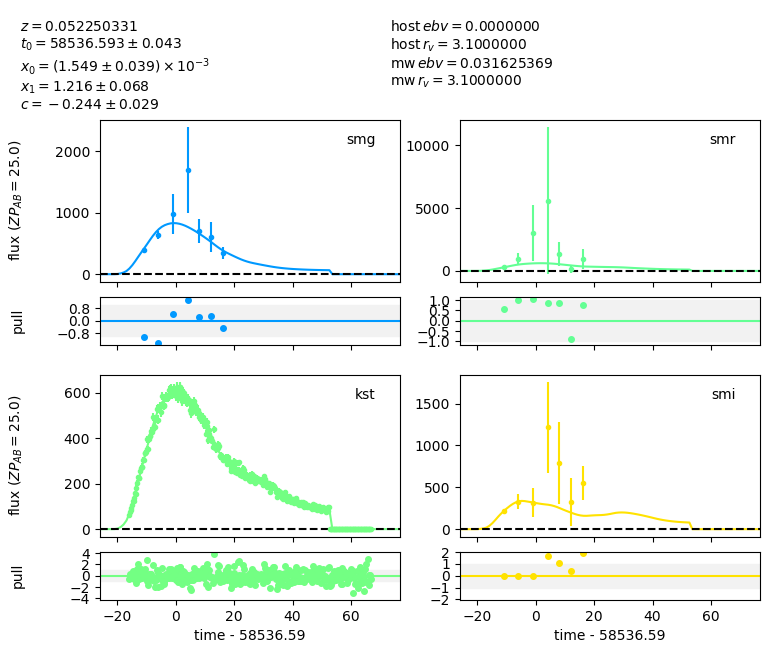 z = 0.052250331
t₀ = 58536.593 ± 0.043
x₀ = (1.549 ± 0.039) × 10⁻³
x₁ = 1.216 ± 0.068
c = −0.244 ± 0.029
host ebv = 0.0000000
host r_v = 3.1000000
mw ebv = 0.031625369
mw r_v = 3.1000000
flux (ZP_AB = 25.0)
2000
1000
0
smg
10000
5000
0
smr
pull
0.8
0.0
−0.8
1.0
0.5
0.0
−0.5
−1.0
flux (ZP_AB = 25.0)
600
400
200
0
kst
1500
1000
500
0
smi
pull
4
2
0
−2
−4
2
1
0
−1
−2
−20 0 20 40 60
time - 58536.59
−20 0 20 40 60
time - 58536.59